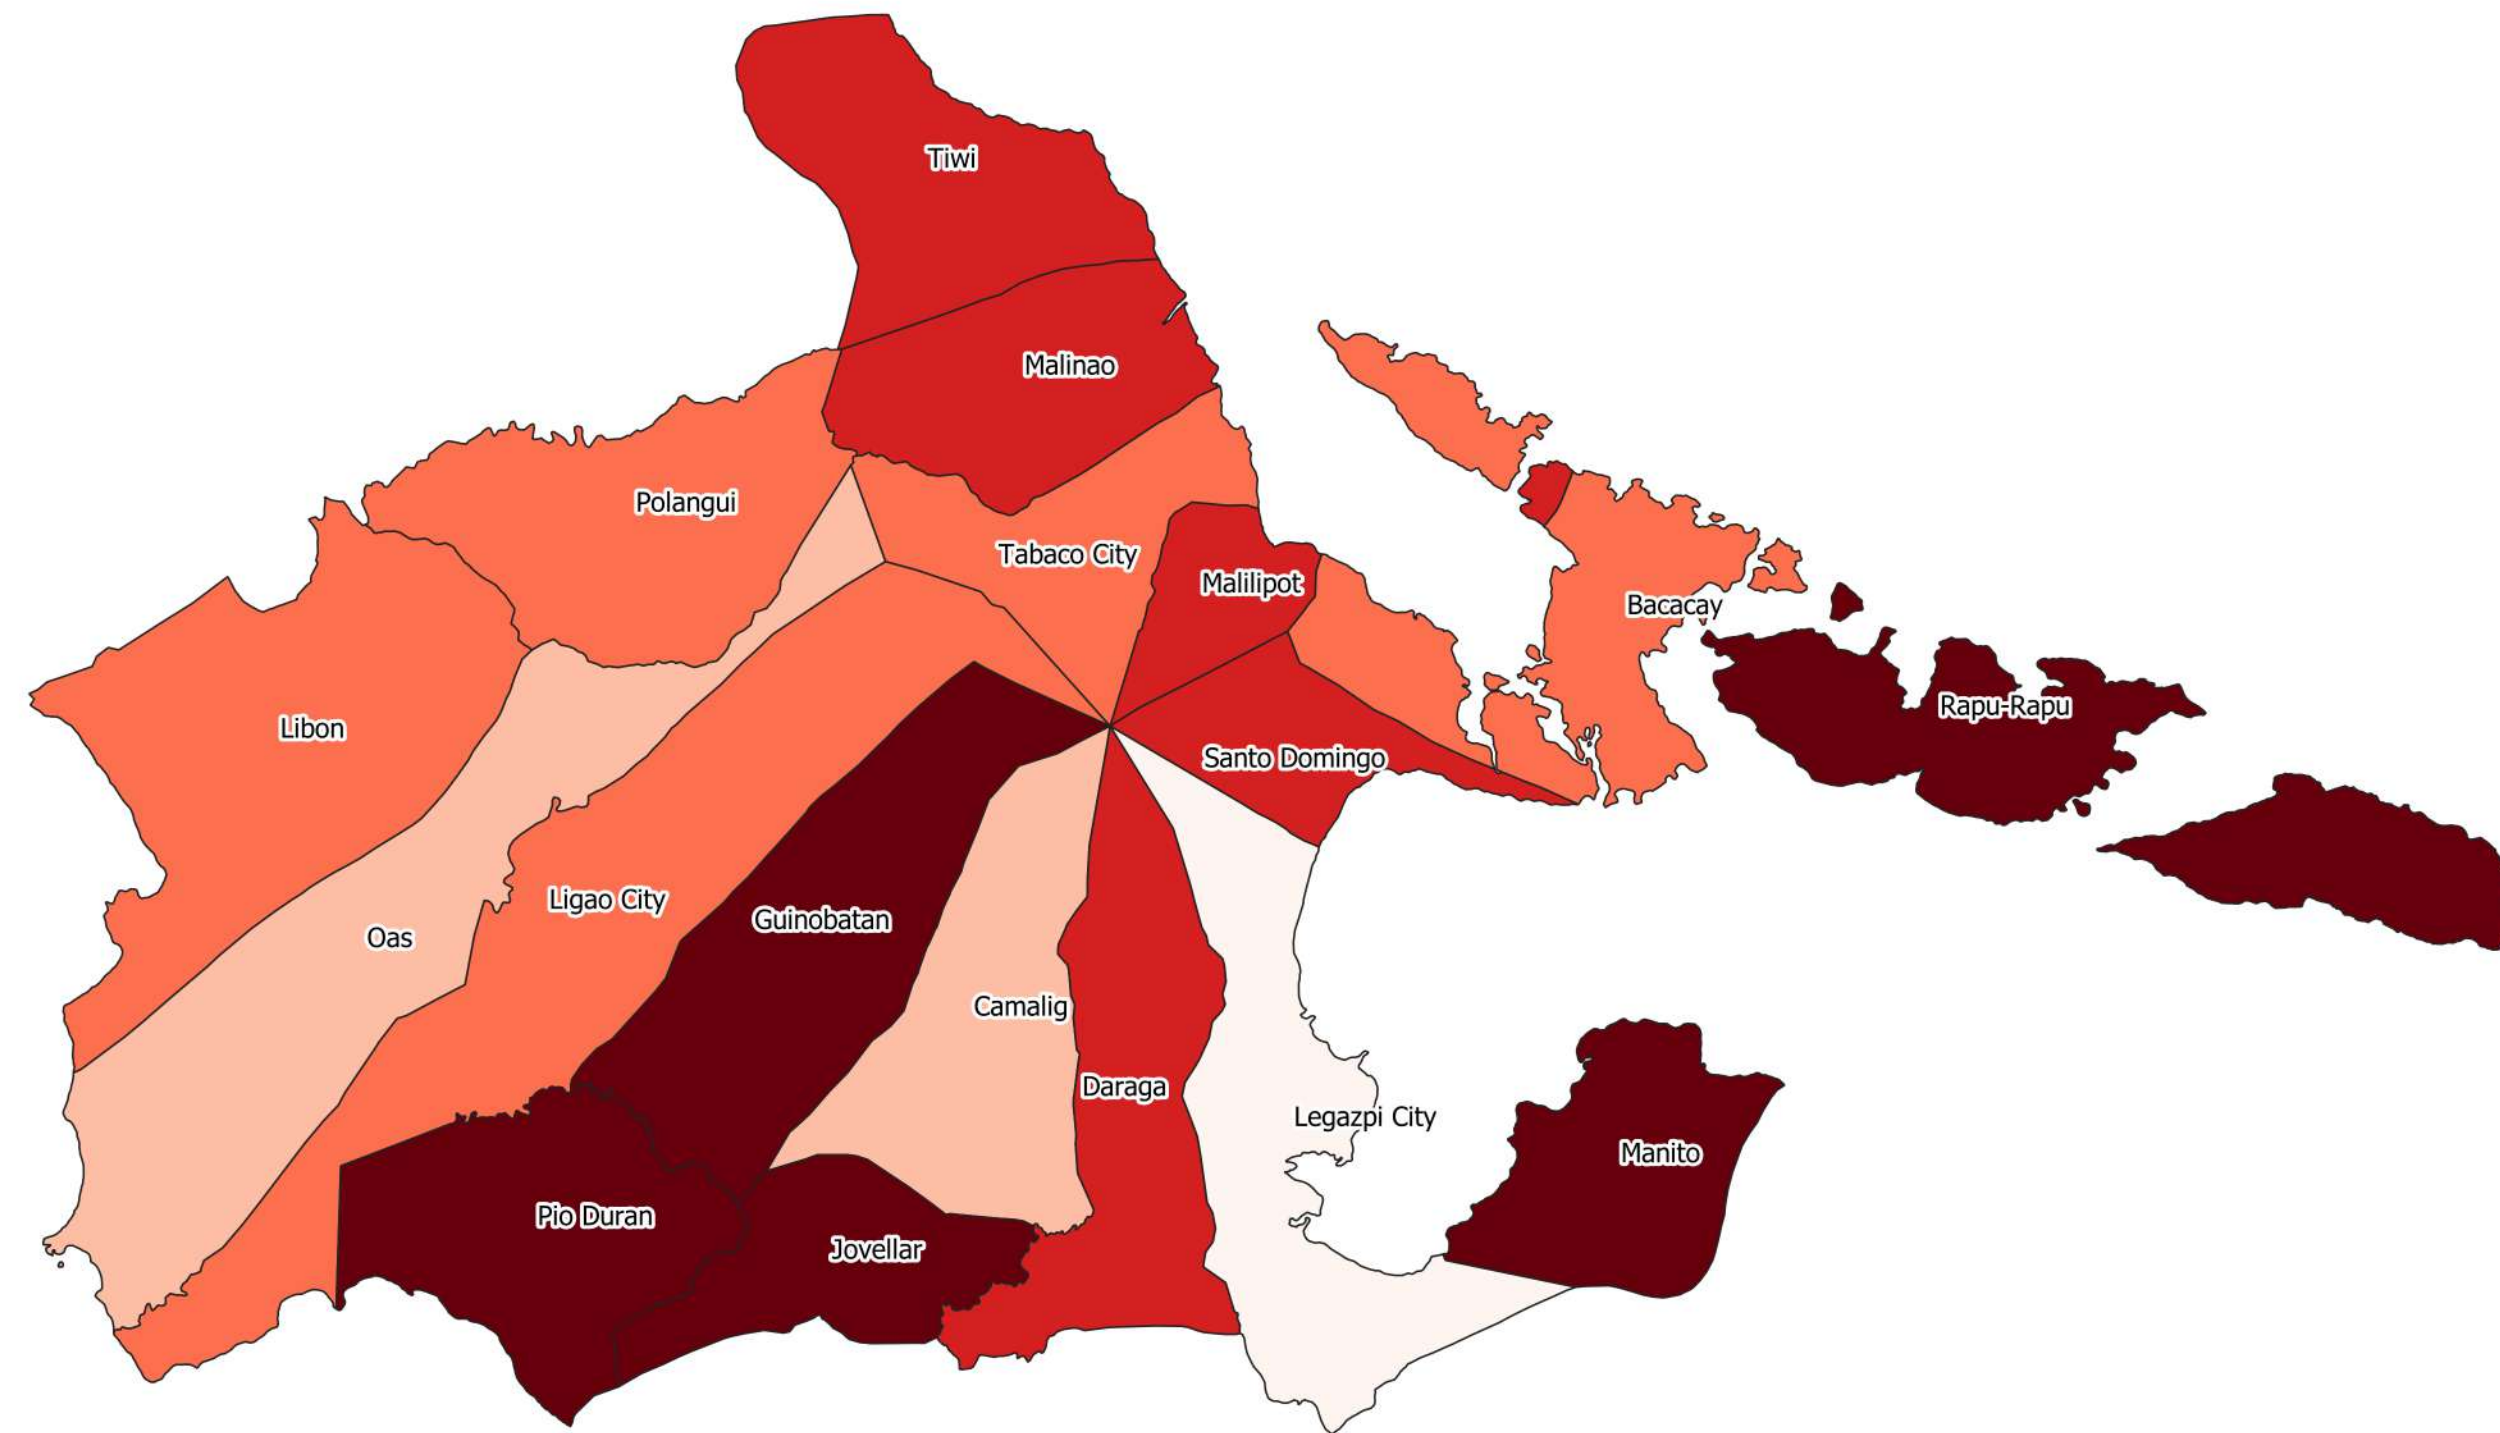 Tiwi
Malinao
Polangui
Tabaco City
Malilipot
Bacacay
Rapu-Rapu
Libon
Santo Domingo
Ligao City
Guinobatan
Oas
Camalig
Daraga
Legazpi City
Manito
Pio Duran
Jovellar